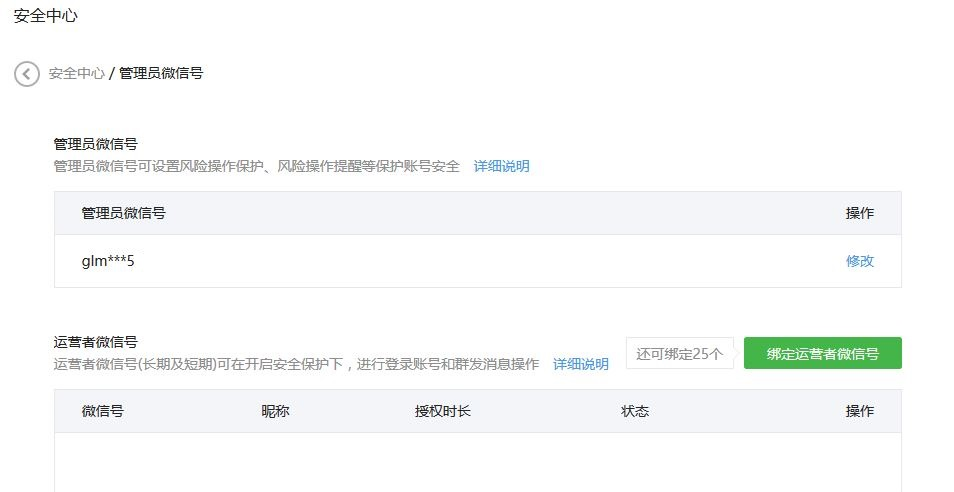 安全中心
安全中心 / 管理员微信号
管理员微信号
管理员微信号可设置风险操作保护、风险操作提醒等保护账号安全 详细说明
管理员微信号 操作
glm***5 修改
运营者微信号
运营者微信号(长期及短期)可在开启安全保护下，进行登录账号和群发消息操作 详细说明 还可绑定25个 绑定运营者微信号
微信号 昵称 授权时长 状态 操作